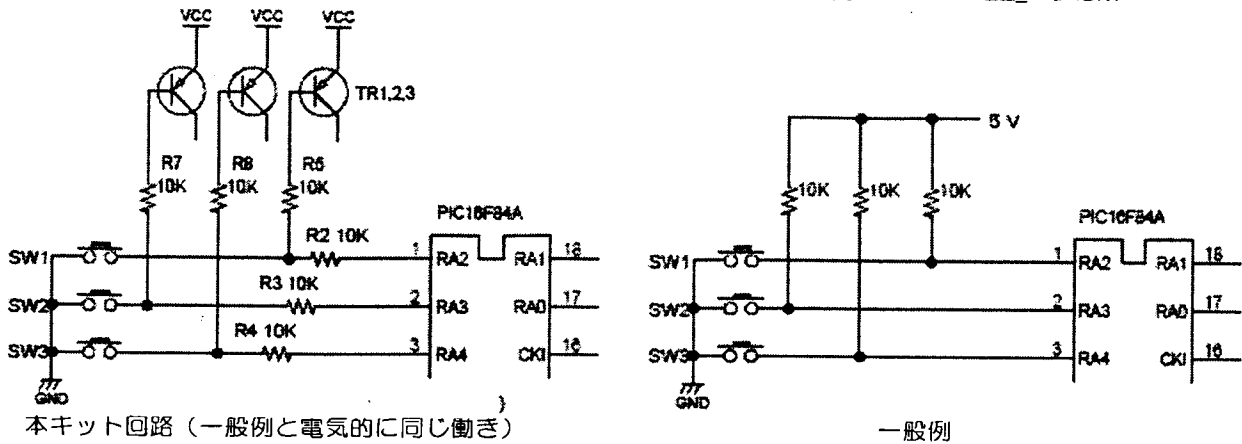 VCC VCC VCC
TR1,2,3
R7 R8 R5
10K 10K 10K
PIC16F84A
SW1 R2 10K 1 RA2 RA1 18
SW2 R3 10K 2 RA3 RA0 17
SW3 R4 10K 3 RA4 CKI 16
GND
本キット回路（一般例と電気的に同じ働き）
5 V
10K 10K 10K
PIC16F84A
SW1 1 RA2 RA1 18
SW2 2 RA3 RA0 17
SW3 3 RA4 CKI 16
GND
一般例